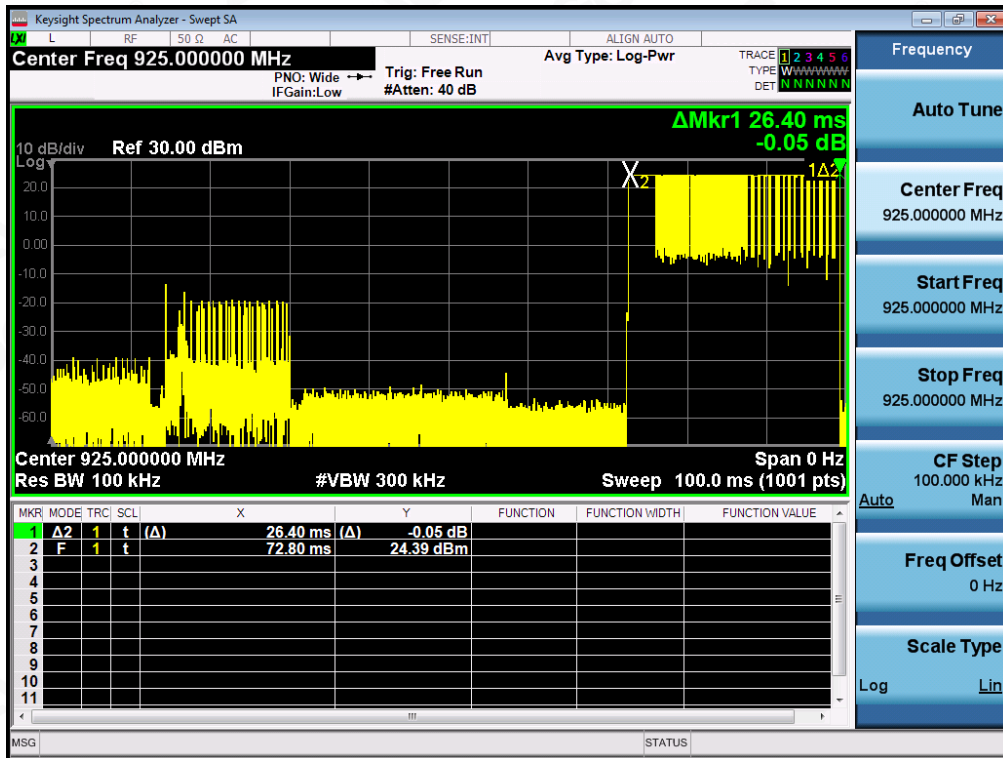 Keysight Spectrum Analyzer - Swept SA
LXI L RF 50 Ω AC SENSE:INT ALIGN AUTO
Center Freq 925.000000 MHz
PNO: Wide
IFGain:Low
Trig: Free Run
#Atten: 40 dB
Avg Type: Log-Pwr
TRACE 1 2 3 4 5 6
TYPE W W W W W W
DET N N N N N N
ΔMkr1 26.40 ms
-0.05 dB
10 dB/div Ref 30.00 dBm
Log
20.0
10.0
0.00
-10.0
-20.0
-30.0
-40.0
-50.0
-60.0
2
1Δ2
Center 925.000000 MHz Span 0 Hz
Res BW 100 kHz #VBW 300 kHz Sweep 100.0 ms (1001 pts)
MKR MODE TRC SCL X Y FUNCTION FUNCTION WIDTH FUNCTION VALUE
1 Δ2 1 t (Δ) 26.40 ms (Δ) -0.05 dB
2 F 1 t 72.80 ms 24.39 dBm
3
4
5
6
7
8
9
10
11
MSG STATUS
Frequency
Auto Tune
Center Freq
925.000000 MHz
Start Freq
925.000000 MHz
Stop Freq
925.000000 MHz
CF Step
100.000 kHz
Auto Man
Freq Offset
0 Hz
Scale Type
Log Lin